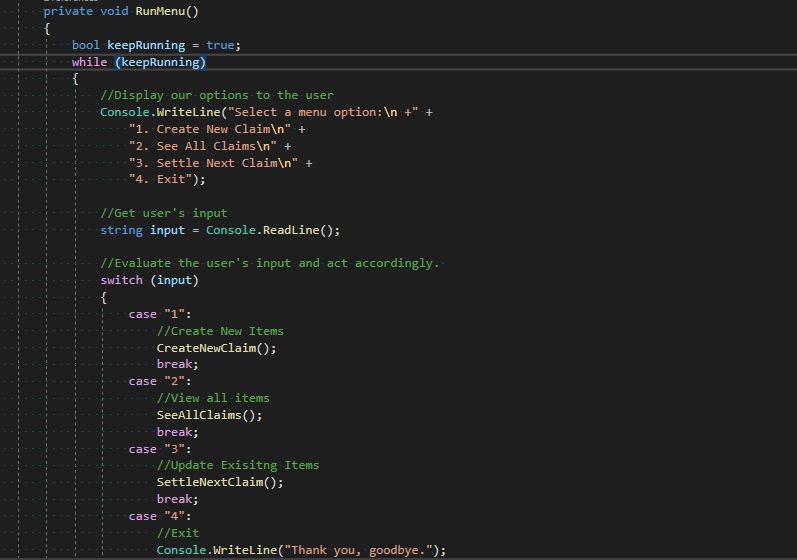 private void RunMenu()
{
bool keepRunning = true;
while (keepRunning)
{
//Display our options to the user
Console.WriteLine("Select a menu option:\n +" +
"1. Create New Claim\n" +
"2. See All Claims\n" +
"3. Settle Next Claim\n" +
"4. Exit");
//Get user's input
string input = Console.ReadLine();
//Evaluate the user's input and act accordingly.
switch (input)
{
case "1":
//Create New Items
CreateNewClaim();
break;
case "2":
//View all items
SeeAllClaims();
break;
case "3":
//Update Exisitng Items
SettleNextClaim();
break;
case "4":
//Exit
Console.WriteLine("Thank you, goodbye.");